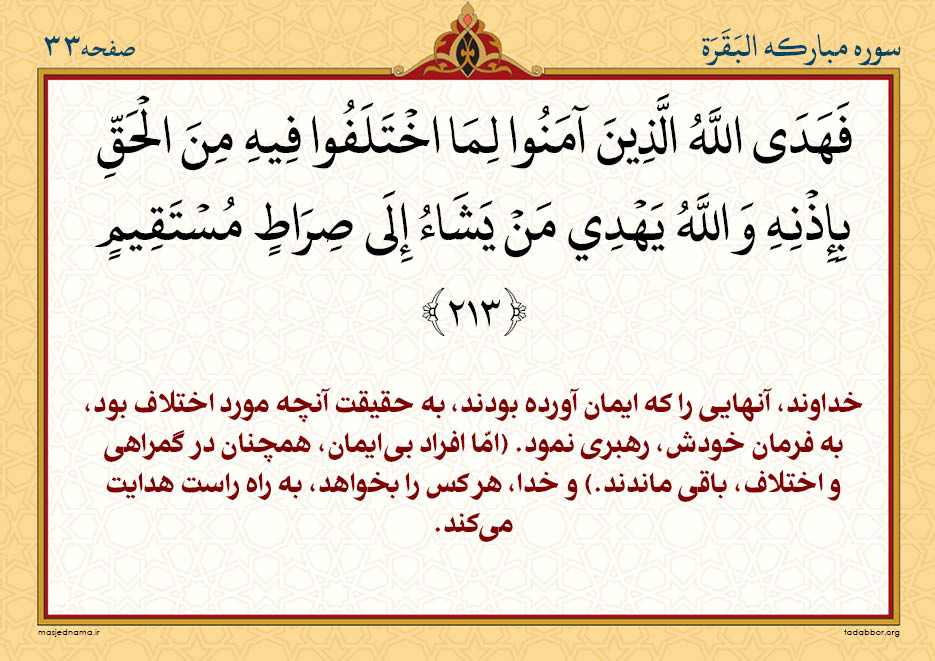 سوره مبارکه البَقَرَة
صفحه۳۳
فَهَدَى اللَّهُ الَّذِينَ آمَنُوا لِمَا اخْتَلَفُوا فِيهِ مِنَ الْحَقِّ
بِإِذْنِهِ وَ اللَّهُ يَهْدِي مَنْ يَشَاءُ إِلَى صِرَاطٍ مُسْتَقِيمٍ
﴿۲۱۳﴾
خداوند، آنهایی را که ایمان آورده بودند، به حقیقت آنچه مورد اختلاف بود،
به فرمان خودش، رهبری نمود. (امّا افراد بی‌ایمان، همچنان در گمراهی
و اختلاف، باقی ماندند.) و خدا، هرکس را بخواهد، به راه راست هدایت
می‌کند.
masjednama.ir
tadabbor.org